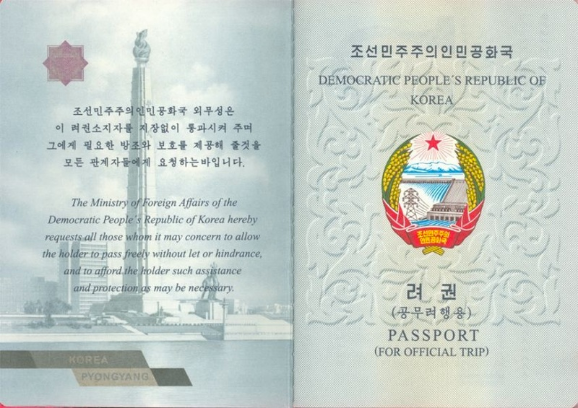 조선민주주의인민공화국 외무성은
이 려권소지자를 지장없이 통과시켜 주며
그에게 필요한 방조와 보호를 제공해 줄것을
모든 관계자들에게 요청하는바입니다.
The Ministry of Foreign Affairs of the
Democratic People´s Republic of Korea hereby
requests all those whom it may concern to allow
the holder to pass freely without let or hindrance,
and to afford the holder such assistance
and protection as may be necessary.
KOREA
PYONGYANG
조선민주주의인민공화국
DEMOCRATIC PEOPLE´S REPUBLIC OF
KOREA
조선민주주의
인민공화국
려 권
(공무려행용)
PASSPORT
(FOR OFFICIAL TRIP)